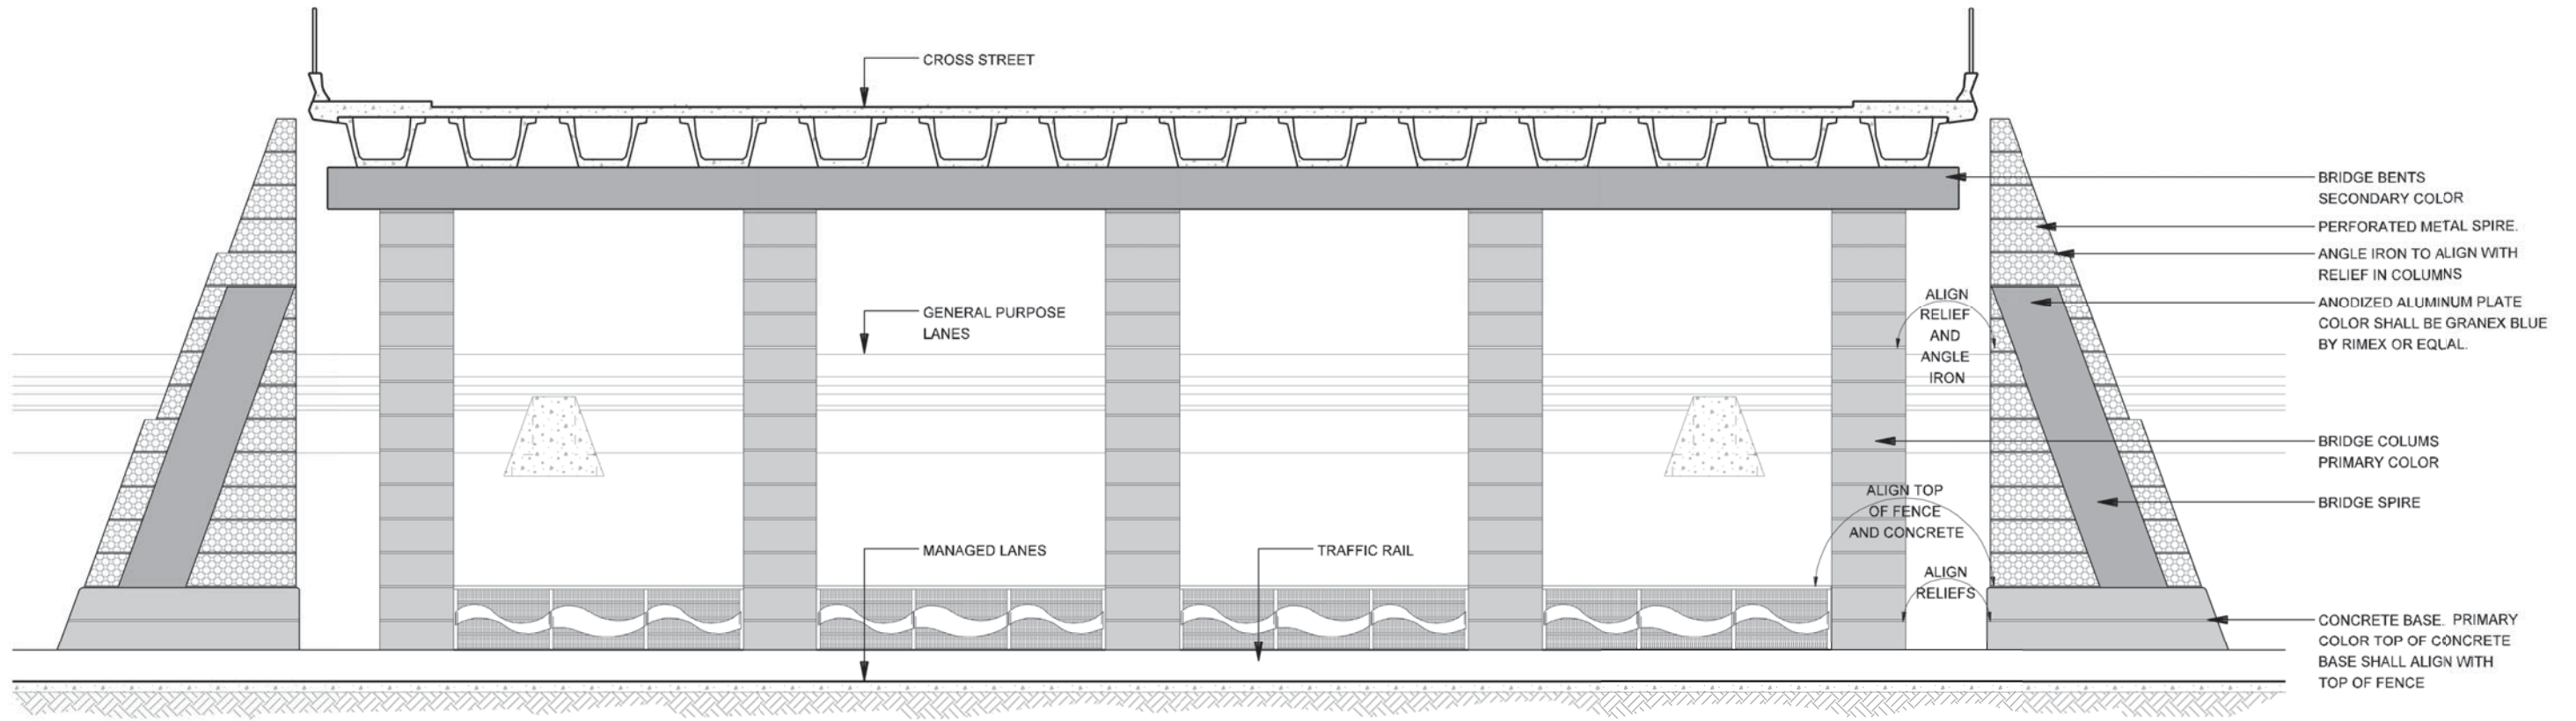 CROSS STREET
BRIDGE BENTS
SECONDARY COLOR
PERFORATED METAL SPIRE.
ANGLE IRON TO ALIGN WITH
RELIEF IN COLUMNS
ALIGN
RELIEF
AND
ANGLE
IRON
ANODIZED ALUMINUM PLATE
COLOR SHALL BE GRANEX BLUE
BY RIMEX OR EQUAL.
GENERAL PURPOSE
LANES
BRIDGE COLUMS
PRIMARY COLOR
ALIGN TOP
OF FENCE
AND CONCRETE
BRIDGE SPIRE
MANAGED LANES
TRAFFIC RAIL
ALIGN
RELIEFS
CONCRETE BASE. PRIMARY
COLOR TOP OF CONCRETE
BASE SHALL ALIGN WITH
TOP OF FENCE